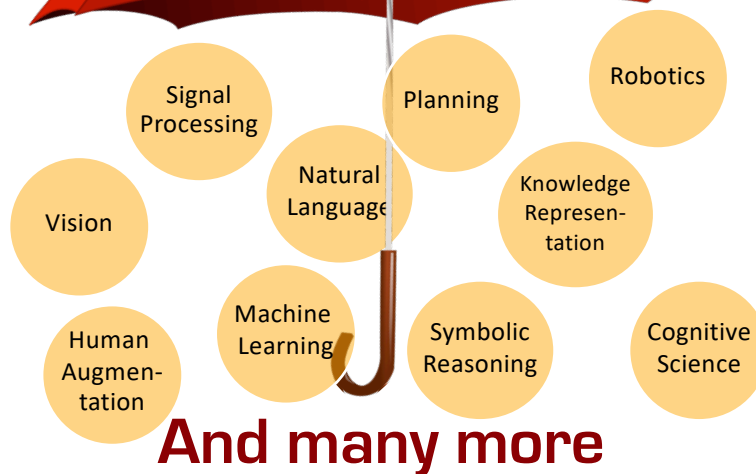 Robotics
Signal
Processing
Planning
Natural
Language
Knowledge
Represen-
tation
Vision
Machine
Learning
Symbolic
Reasoning
Cognitive
Science
Human
Augmen-
tation
And many more